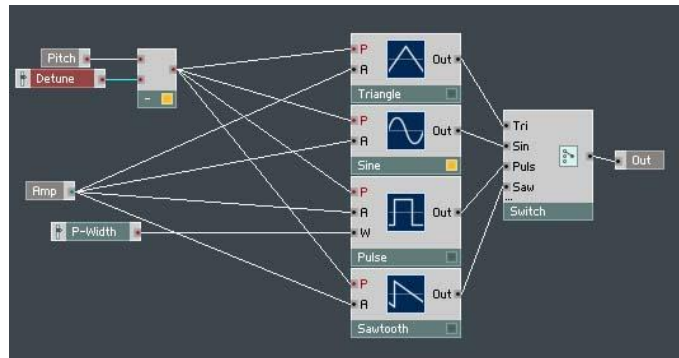 Pitch
Detune
-
Amp
P-Width
P
A
Out
Triangle
P
A
Out
Sine
P
A
W
Out
Pulse
P
A
Out
Sawtooth
Tri
Sin
Puls
Saw
...
Switch
Out